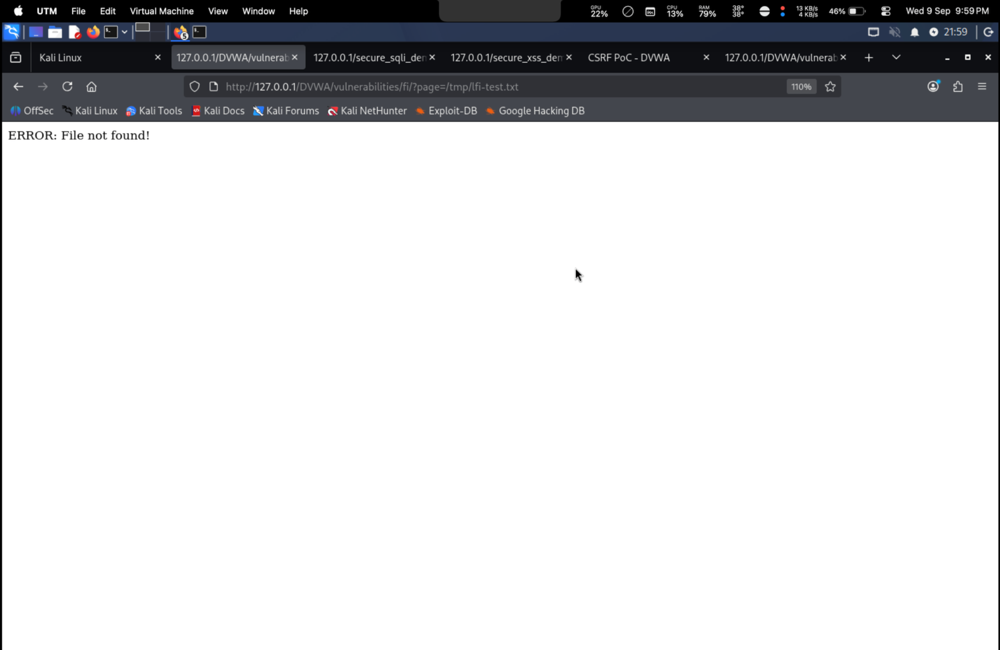 UTM File Edit Virtual Machine View Window Help GPU 22% CPU 13% RAM 79% 38° 38° 13 KB/s 4 KB/s 46% Wed 9 Sep 9:59 PM
5 21:59
Kali Linux 127.0.0.1/DVWA/vulnerab 127.0.0.1/secure_sqli_den 127.0.0.1/secure_xss_den CSRF PoC - DVWA 127.0.0.1/DVWA/vulnerab
http://127.0.0.1/DVWA/vulnerabilities/fi/?page=/tmp/lfi-test.txt 110%
OffSec Kali Linux Kali Tools Kali Docs Kali Forums Kali NetHunter Exploit-DB Google Hacking DB
ERROR: File not found!